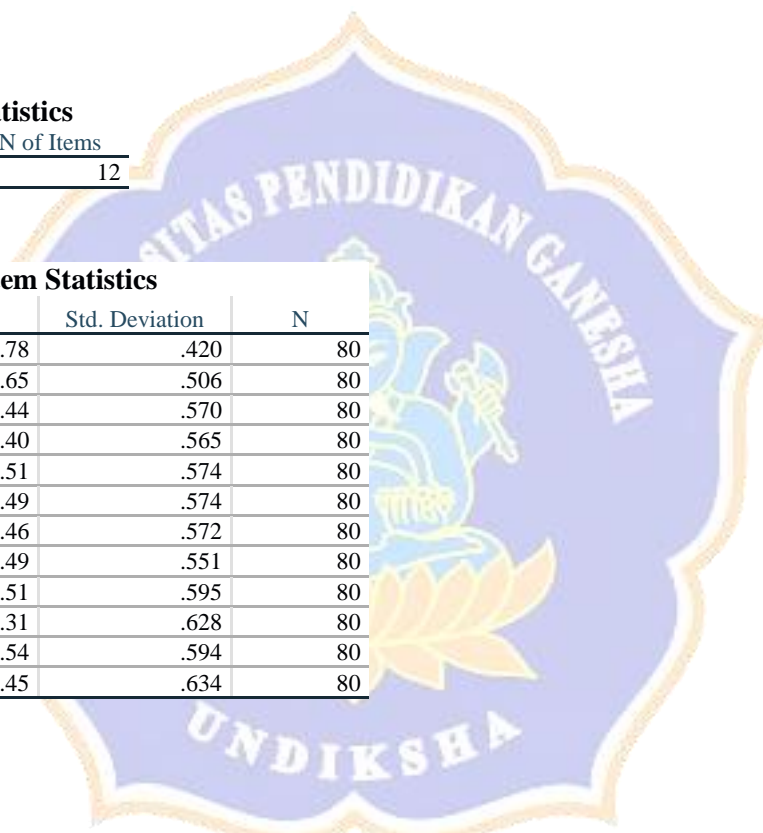 tistics
N of Items
12
em Statistics
Std. Deviation N
.78 .420 80
.65 .506 80
.44 .570 80
.40 .565 80
.51 .574 80
.49 .574 80
.46 .572 80
.49 .551 80
.51 .595 80
.31 .628 80
.54 .594 80
.45 .634 80
SITAS PENDIDIKAN GANESHA
UNDIKSHA